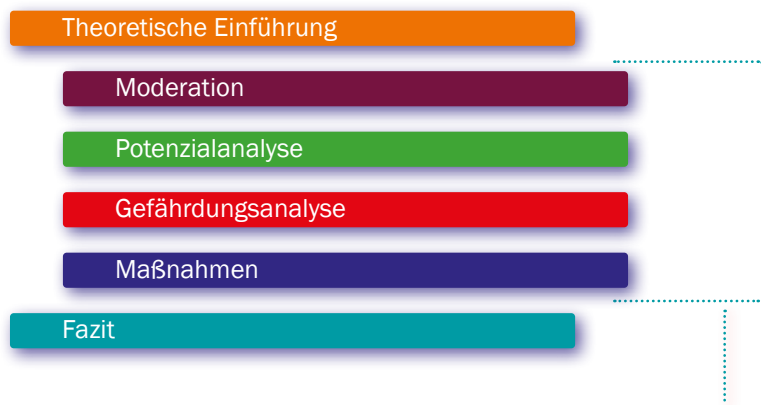 Theoretische Einführung
Moderation
Potenzialanalyse
Gefährdungsanalyse
Maßnahmen
Fazit